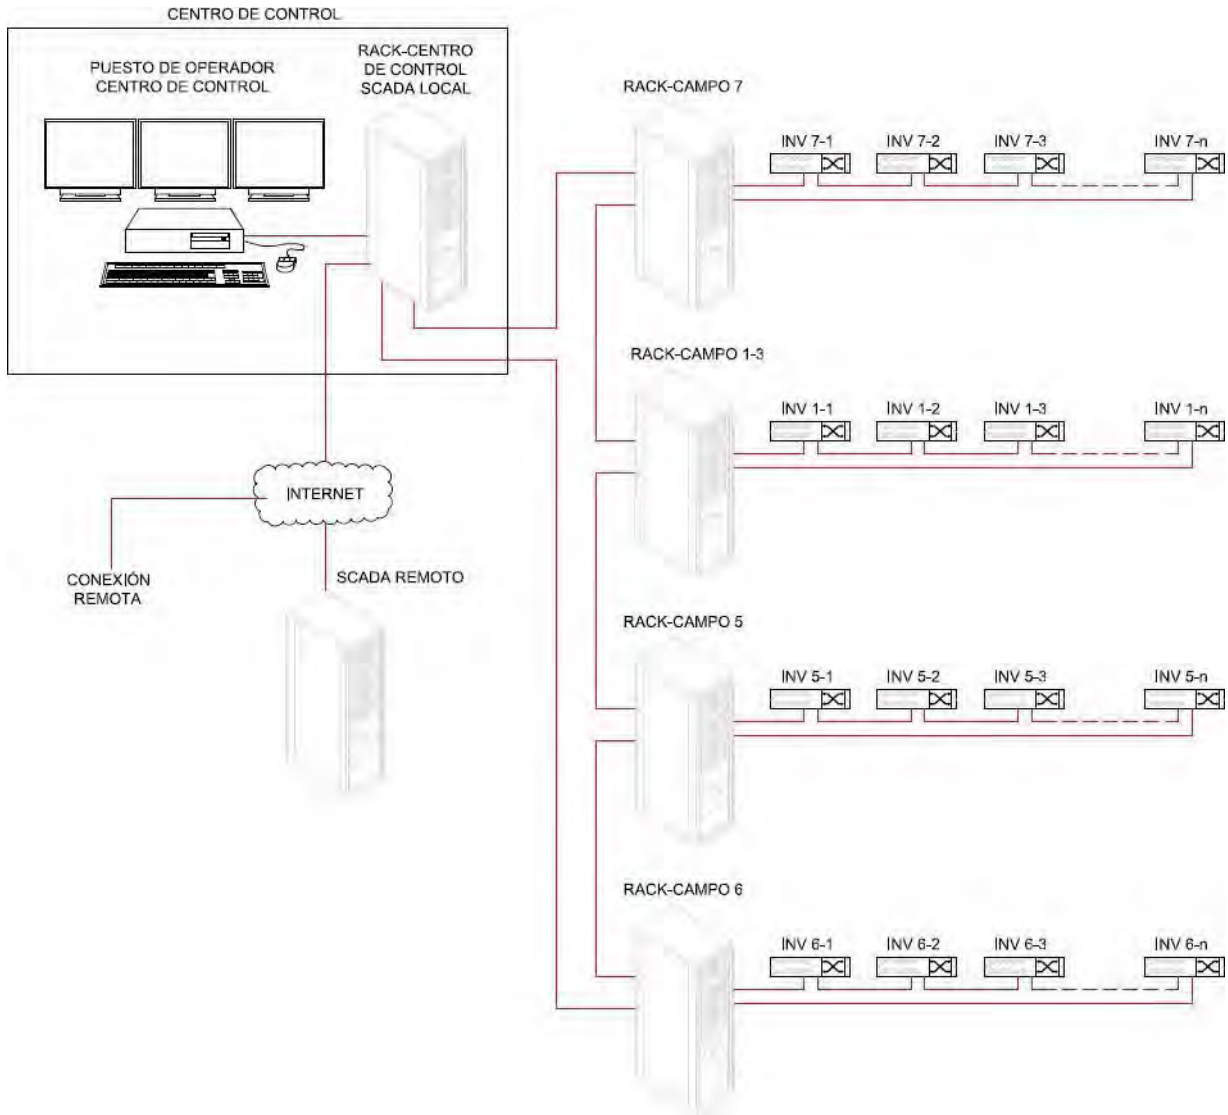 CENTRO DE CONTROL
PUESTO DE OPERADOR
CENTRO DE CONTROL
RACK-CENTRO
DE CONTROL
SCADA LOCAL
RACK-CAMPO 7
INV 7-1
INV 7-2
INV 7-3
INV 7-n
RACK-CAMPO 1-3
INV 1-1
INV 1-2
INV 1-3
INV 1-n
INTERNET
CONEXIÓN
REMOTA
SCADA REMOTO
RACK-CAMPO 5
INV 5-1
INV 5-2
INV 5-3
INV 5-n
RACK-CAMPO 6
INV 6-1
INV 6-2
INV 6-3
INV 6-n